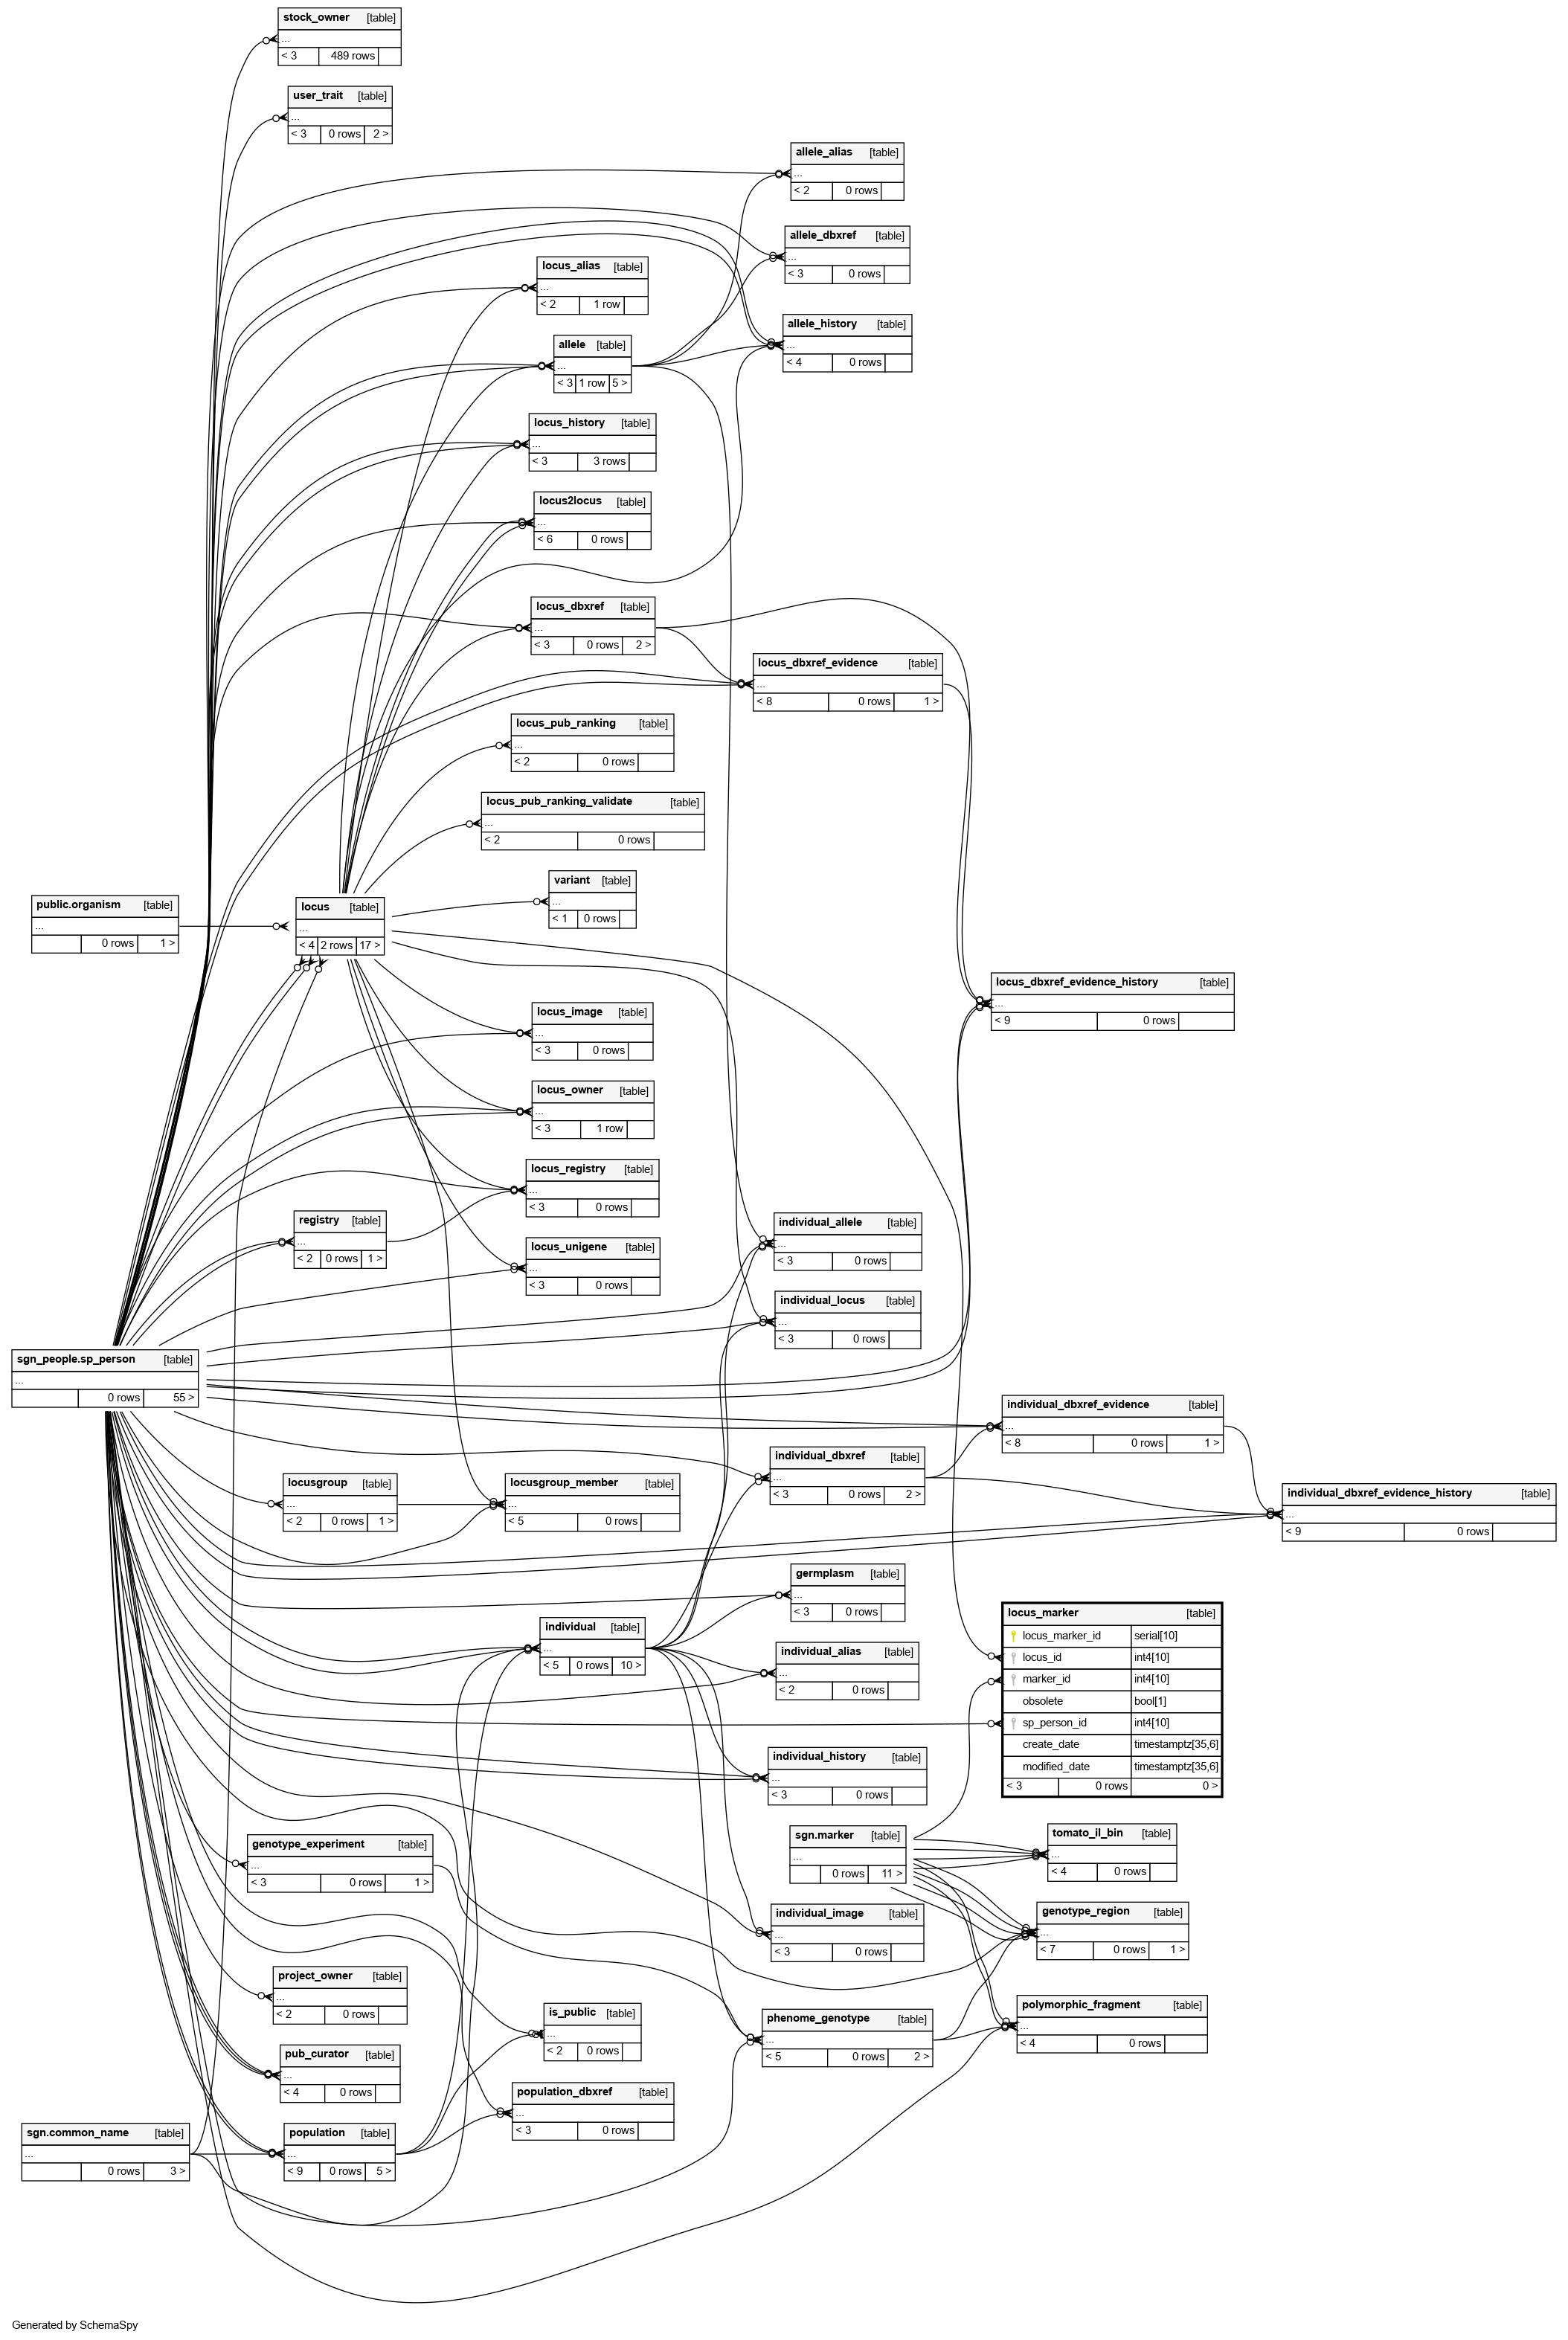 stock_owner [table]
...
< 3 489 rows
user_trait [table]
...
< 3 0 rows 2 >
allele_alias [table]
...
< 2 0 rows
allele_dbxref [table]
...
< 3 0 rows
locus_alias [table]
...
< 2 1 row
allele_history [table]
...
< 4 0 rows
allele [table]
...
< 3 1 row 5 >
locus_history [table]
...
< 3 3 rows
locus2locus [table]
...
< 6 0 rows
locus_dbxref [table]
...
< 3 0 rows 2 >
locus_dbxref_evidence [table]
...
< 8 0 rows 1 >
locus_pub_ranking [table]
...
< 2 0 rows
locus_pub_ranking_validate [table]
...
< 2 0 rows
variant [table]
...
< 1 0 rows
public.organism [table]
...
0 rows 1 >
locus [table]
...
< 4 2 rows 17 >
locus_dbxref_evidence_history [table]
...
< 9 0 rows
locus_image [table]
...
< 3 0 rows
locus_owner [table]
...
< 3 1 row
locus_registry [table]
...
< 3 0 rows
registry [table]
...
< 2 0 rows 1 >
individual_allele [table]
...
< 3 0 rows
locus_unigene [table]
...
< 3 0 rows
individual_locus [table]
...
< 3 0 rows
sgn_people.sp_person [table]
...
0 rows 55 >
individual_dbxref_evidence [table]
...
< 8 0 rows 1 >
individual_dbxref [table]
...
< 3 0 rows 2 >
locusgroup [table]
...
< 2 0 rows 1 >
locusgroup_member [table]
...
< 5 0 rows
individual_dbxref_evidence_history [table]
...
< 9 0 rows
germplasm [table]
...
< 3 0 rows
individual [table]
...
< 5 0 rows 10 >
individual_alias [table]
...
< 2 0 rows
locus_marker [table]
locus_marker_id serial[10]
locus_id int4[10]
marker_id int4[10]
obsolete bool[1]
sp_person_id int4[10]
create_date timestamptz[35,6]
modified_date timestamptz[35,6]
< 3 0 rows 0 >
individual_history [table]
...
< 3 0 rows
sgn.marker [table]
...
0 rows 11 >
tomato_il_bin [table]
...
< 4 0 rows
genotype_experiment [table]
...
< 3 0 rows 1 >
individual_image [table]
...
< 3 0 rows
genotype_region [table]
...
< 7 0 rows 1 >
project_owner [table]
...
< 2 0 rows
is_public [table]
...
< 2 0 rows
phenome_genotype [table]
...
< 5 0 rows 2 >
polymorphic_fragment [table]
...
< 4 0 rows
pub_curator [table]
...
< 4 0 rows
population_dbxref [table]
...
< 3 0 rows
sgn.common_name [table]
...
0 rows 3 >
population [table]
...
< 9 0 rows 5 >
Generated by SchemaSpy